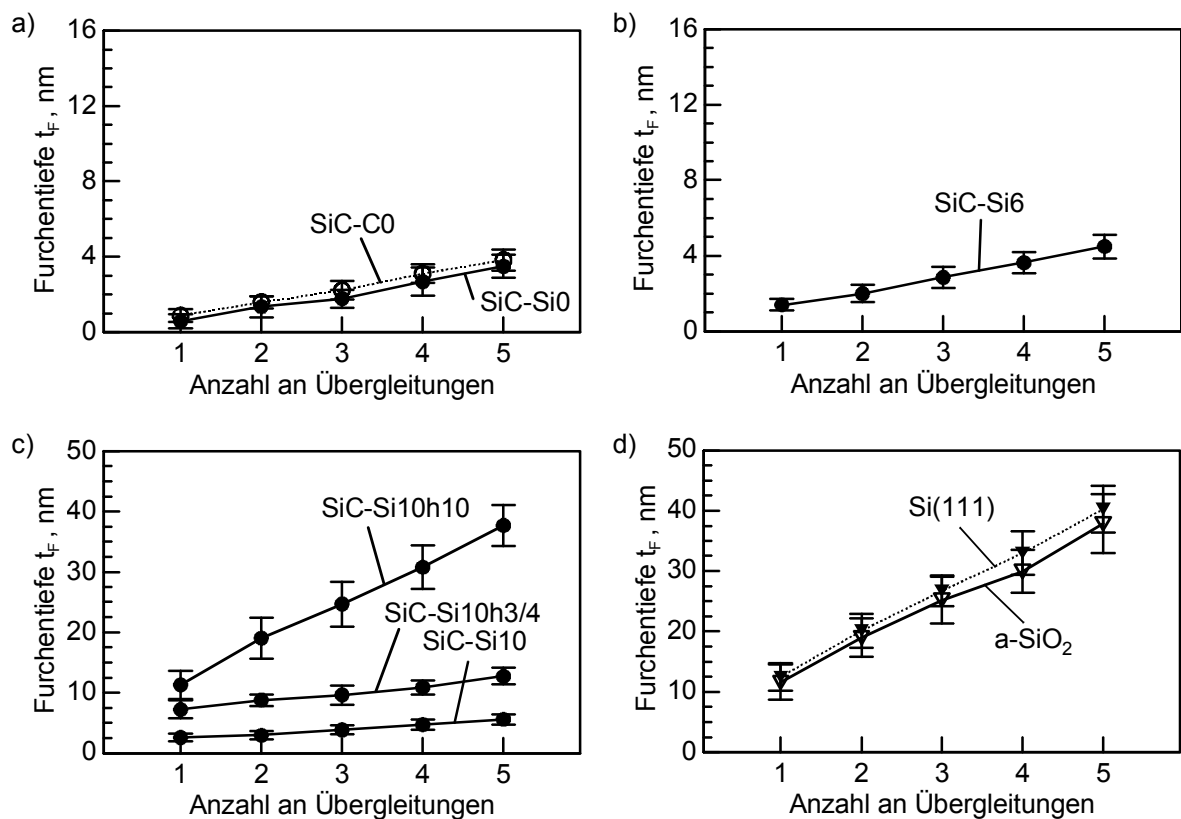 a)
Furchentiefe t_F, nm
16
12
8
4
0
SiC-C0
SiC-Si0
1 2 3 4 5
Anzahl an Übergleitungen
b)
Furchentiefe t_F, nm
16
12
8
4
0
SiC-Si6
1 2 3 4 5
Anzahl an Übergleitungen
c)
Furchentiefe t_F, nm
50
40
30
20
10
0
SiC-Si10h10
SiC-Si10h3/4
SiC-Si10
1 2 3 4 5
Anzahl an Übergleitungen
d)
Furchentiefe t_F, nm
50
40
30
20
10
0
Si(111)
a-SiO₂
1 2 3 4 5
Anzahl an Übergleitungen